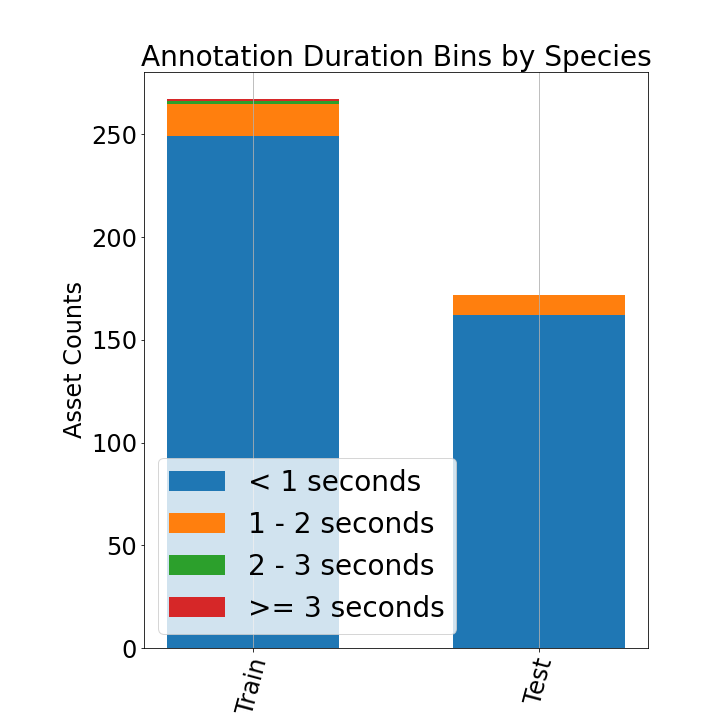 Annotation Duration Bins by Species
Asset Counts
250
200
150
100
50
0
< 1 seconds
1 - 2 seconds
2 - 3 seconds
>= 3 seconds
Train
Test